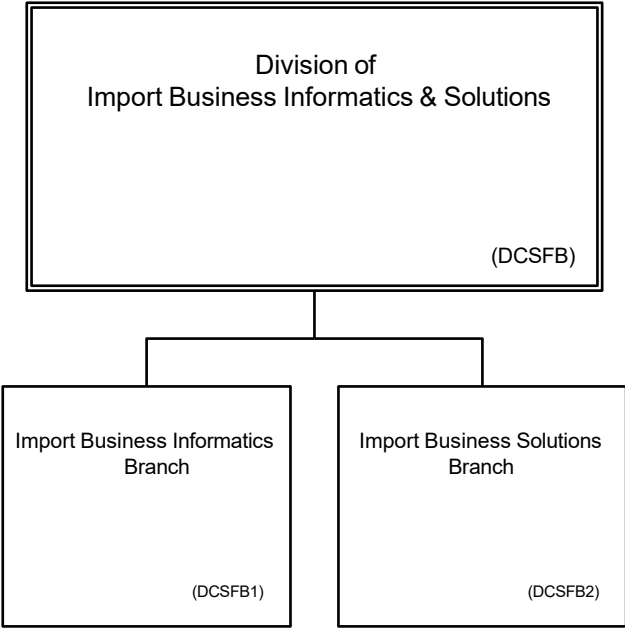 Division of
Import Business Informatics & Solutions
(DCSFB)
Import Business Informatics
Branch
(DCSFB1)
Import Business Solutions
Branch
(DCSFB2)